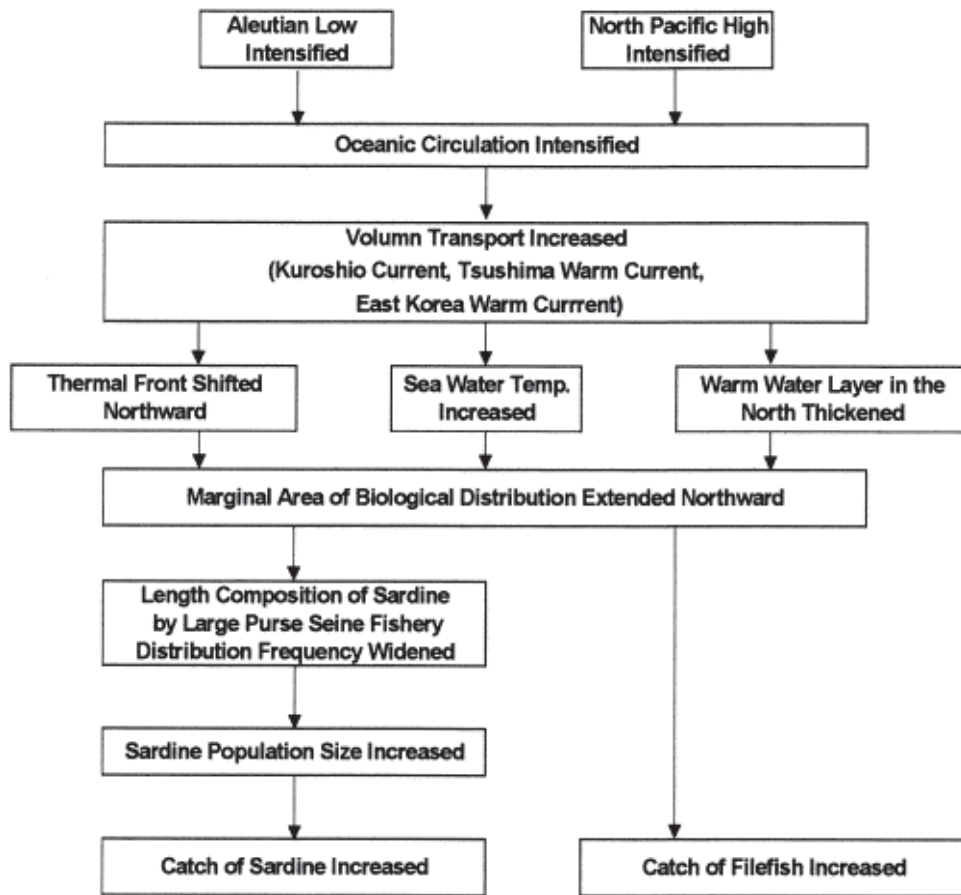 Aleutian Low
Intensified
North Pacific High
Intensified
Oceanic Circulation Intensified
Volumn Transport Increased
(Kuroshio Current, Tsushima Warm Current,
East Korea Warm Currrent)
Thermal Front Shifted
Northward
Sea Water Temp.
Increased
Warm Water Layer in the
North Thickened
Marginal Area of Biological Distribution Extended Northward
Length Composition of Sardine
by Large Purse Seine Fishery
Distribution Frequency Widened
Sardine Population Size Increased
Catch of Sardine Increased
Catch of Filefish Increased